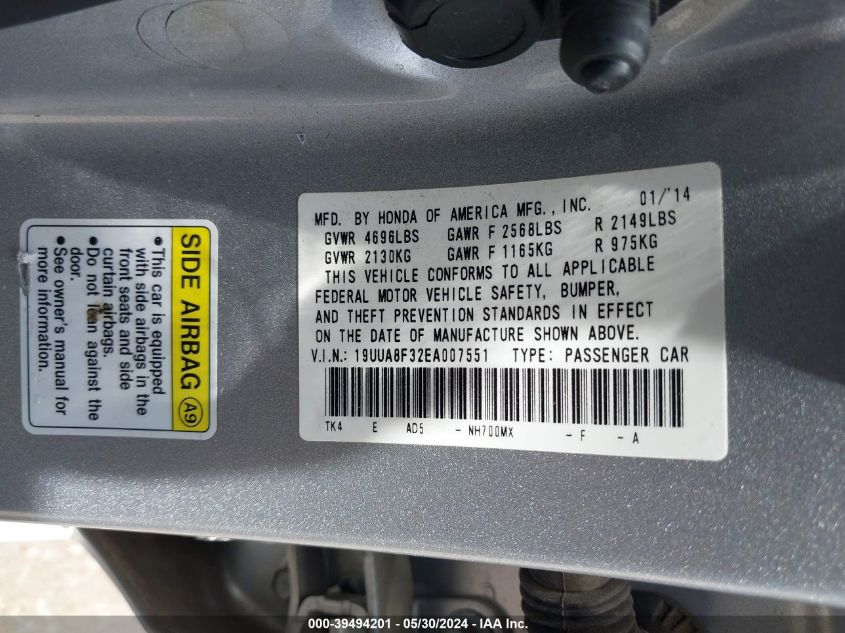 MFD. BY HONDA OF AMERICA MFG., INC. 01/'14
GVWR 4696LBS GAWR F 2568LBS R 2149LBS
GVWR 2130KG GAWR F 1165KG R 975KG
THIS VEHICLE CONFORMS TO ALL APPLICABLE
FEDERAL MOTOR VEHICLE SAFETY, BUMPER,
AND THEFT PREVENTION STANDARDS IN EFFECT
ON THE DATE OF MANUFACTURE SHOWN ABOVE.
V.I.N.: 19UUA8F32EA007551 TYPE: PASSENGER CAR
TK4 E AD5 - NH700MX - F - A
SIDE AIRBAG A9
• This car is equipped
with side airbags in the
front seats and side
curtain airbags.
• Do not lean against the
door.
• See owner's manual for
more information.
000-39494201 - 05/30/2024 - IAA Inc.